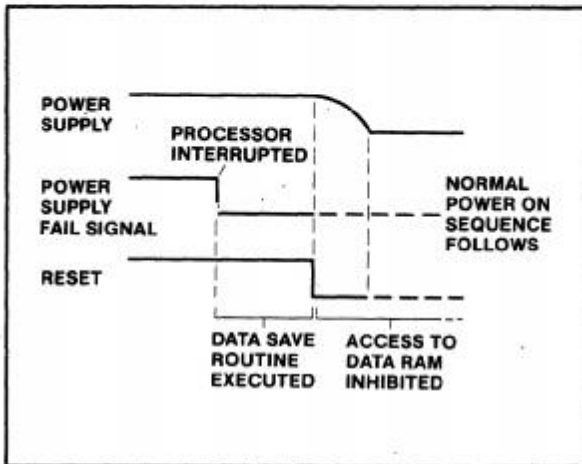 POWER
SUPPLY
PROCESSOR
INTERRUPTED
POWER
SUPPLY
FAIL SIGNAL
NORMAL
POWER ON
SEQUENCE
FOLLOWS
RESET
DATA SAVE
ROUTINE
EXECUTED
ACCESS TO
DATA RAM
INHIBITED